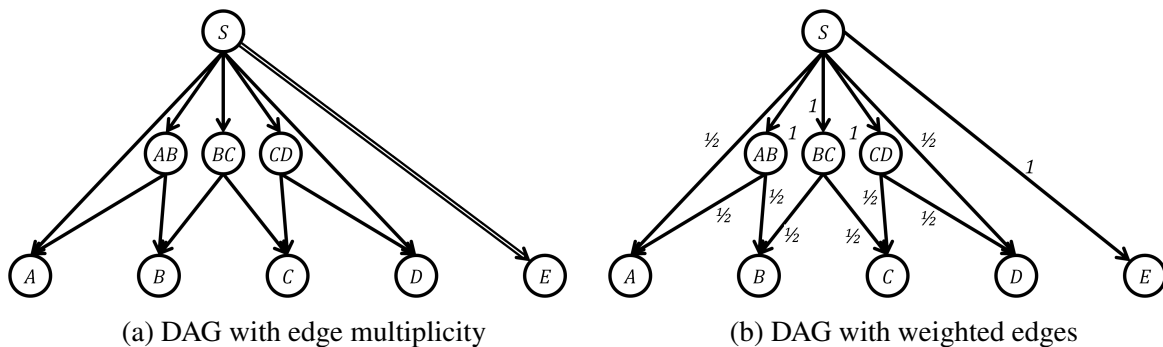 S
AB BC CD
A B C D E
(a) DAG with edge multiplicity
S
1
1 1
½ ½
AB BC CD
1
½ ½
½ ½ ½ ½
A B C D E
(b) DAG with weighted edges